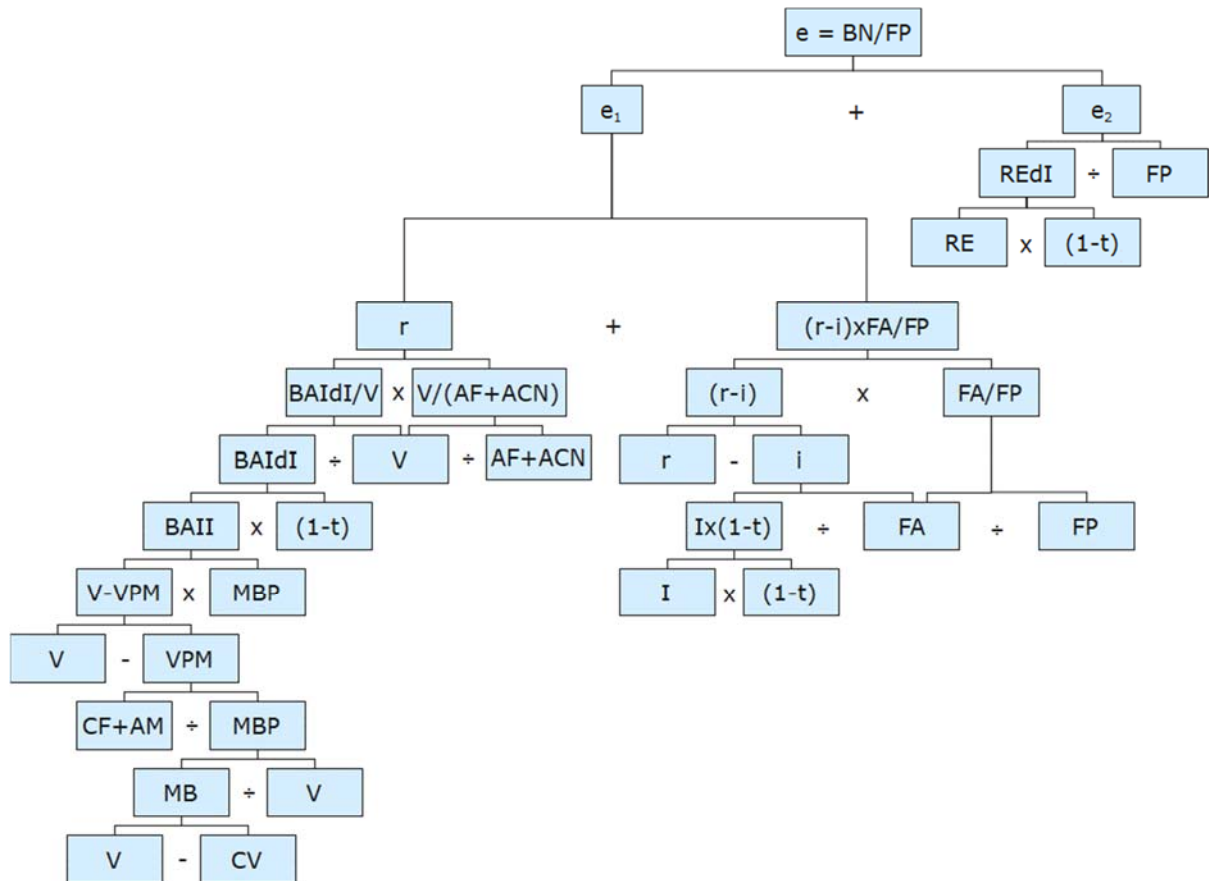 e = BN/FP
e₁ + e₂
REdI ÷ FP
RE x (1-t)
r + (r-i)xFA/FP
BAIdI/V x V/(AF+ACN) (r-i) x FA/FP
BAIdI ÷ V ÷ AF+ACN r - i
BAII x (1-t) Ix(1-t) ÷ FA ÷ FP
V-VPM x MBP I x (1-t)
V - VPM
CF+AM ÷ MBP
MB ÷ V
V - CV